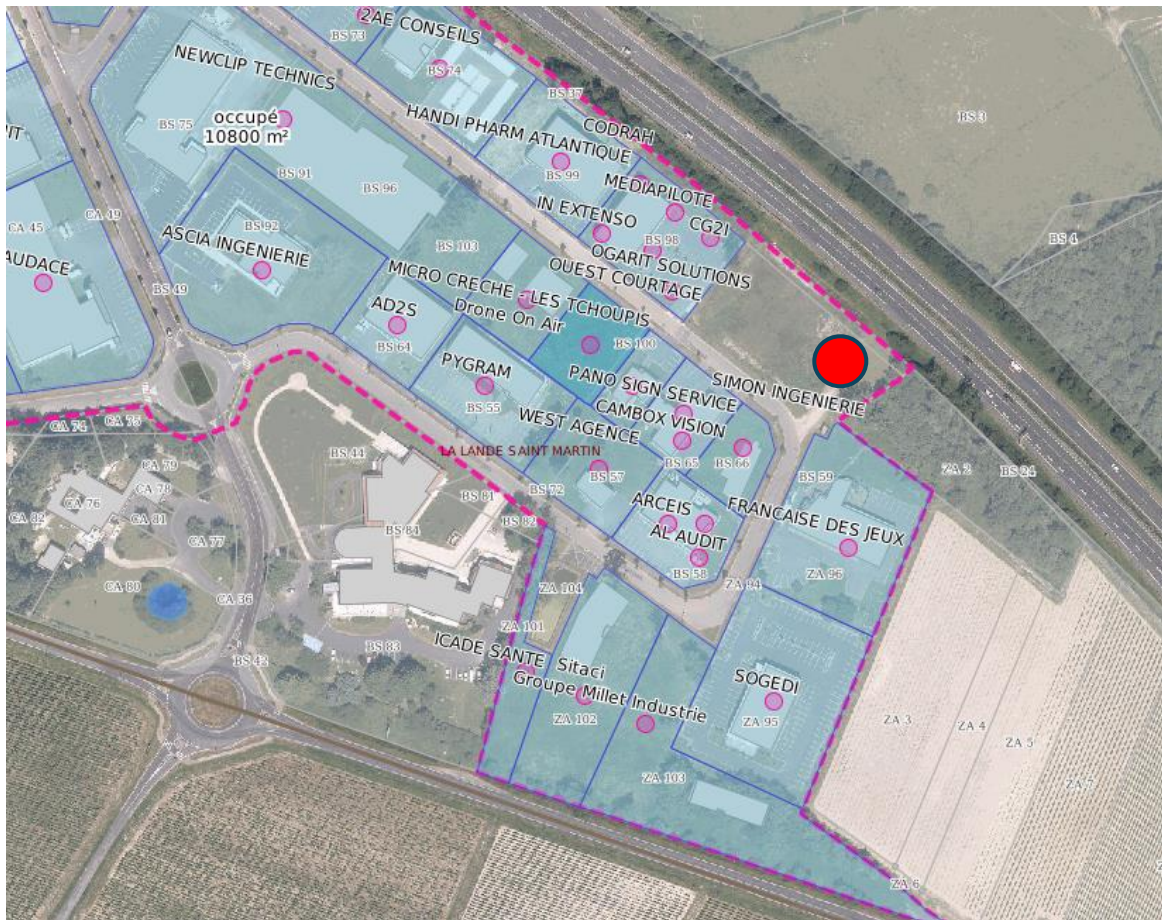 2AE CONSEILS
BS 73
BS 74
NEWCLIP TECHNICS
BS 37
CODRAH
BS 3
occupé
10800 m²
HANDI PHARM ATLANTIQUE
BS 75
BS 91
BS 96
BS 99
MEDIAPILOTE
CA 49
CA 45
BS 92
IN EXTENSO
CG2I
BS 98
BS 4
ASCIA INGENIERIE
BS 103
OGARIT SOLUTIONS
AUDACE
OUEST COURTAGE
BS 49
MICRO CRECHE - LES TCHOUPIS
Drone On Air
AD2S
BS 64
BS 100
PYGRAM
BS 55
PANO SIGN SERVICE
SIMON INGENIERIE
CAMBOX VISION
CA 74
CA 75
WEST AGENCE
LA LANDE SAINT MARTIN
BS 44
BS 65
BS 66
CA 79
CA 78
CA 76
CA 81
CA 82
CA 77
BS 57
BS 72
BS 81
BS 82
BS 84
BS 59
ZA 2
BS 24
ARCEIS
FRANCAISE DES JEUX
AL AUDIT
BS 58
ZA 94
ZA 96
CA 80
CA 36
ZA 104
ZA 101
BS 83
BS 42
ICADE SANTE
Sitaci
Groupe Millet Industrie
SOGEDI
ZA 102
ZA 95
ZA 3
ZA 4
ZA 5
ZA 7
ZA 103
ZA 6